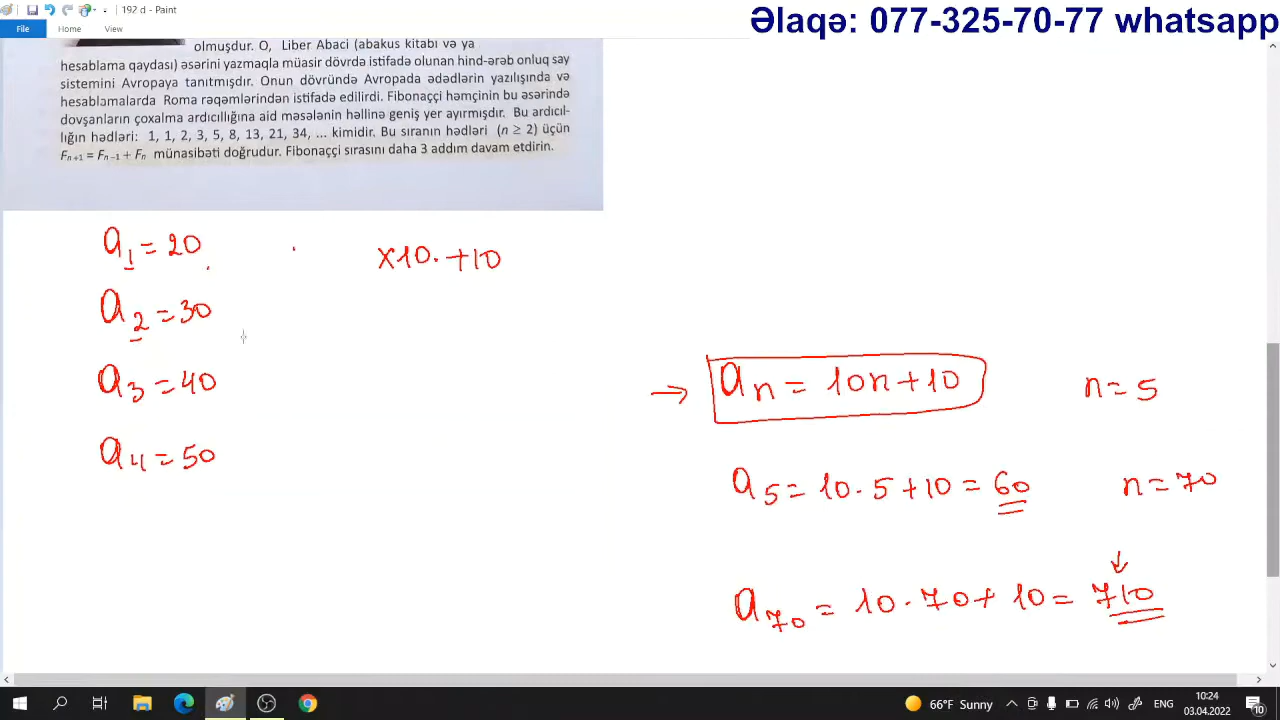 192 d - Paint
Əlaqə: 077-325-70-77 whatsapp
File Home View
olmuşdur. O, Liber Abaci (abakus kitabı və ya
hesablama qaydası) əsərini yazmaqla müasir dövrdə istifadə olunan hind-ərəb onluq say
sistemini Avropaya tanıtmışdır. Onun dövründə Avropada ədədlərin yazılışında və
hesablamalarda Roma rəqəmlərindən istifadə edilirdi. Fibonaççi həmçinin bu əsərində
dovşanların çoxalma ardıcıllığına aid məsələnin həllinə geniş yer ayırmışdır. Bu ardıcıl-
lığın hədləri: 1, 1, 2, 3, 5, 8, 13, 21, 34, ... kimidir. Bu sıranın hədləri (n ≥ 2) üçün
Fn+1 = Fn−1 + Fn münasibəti doğrudur. Fibonaççi sırasını daha 3 addım davam etdirin.
a1 = 20
x10. +10
a2 = 30
a3 = 40
→ an = 10n + 10
n = 5
a4 = 50
a5 = 10 · 5 + 10 = 60
n = 70
↓
a70 = 10 · 70 + 10 = 710
66°F Sunny
ENG
10:24
03.04.2022
10